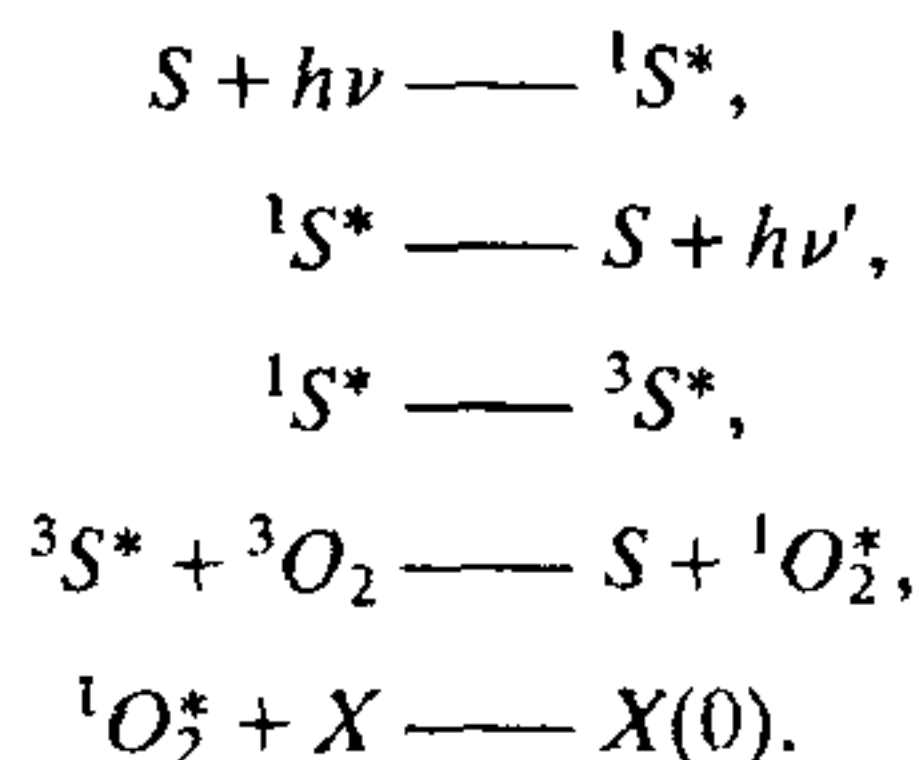 S + hν —— ¹S*,
¹S* —— S + hν′,
¹S* —— ³S*,
³S* + ³O₂ —— S + ¹O₂*,
¹O₂* + X —— X(0).